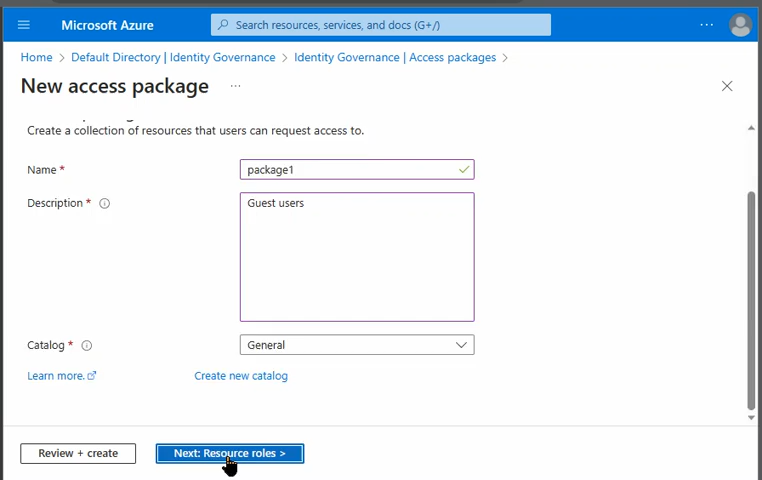 Microsoft Azure
Search resources, services, and docs (G+/)
Home > Default Directory | Identity Governance > Identity Governance | Access packages >
New access package
Create a collection of resources that users can request access to.
Name *
package1
Description *
Guest users
Catalog *
General
Learn more.
Create new catalog
Review + create
Next: Resource roles >